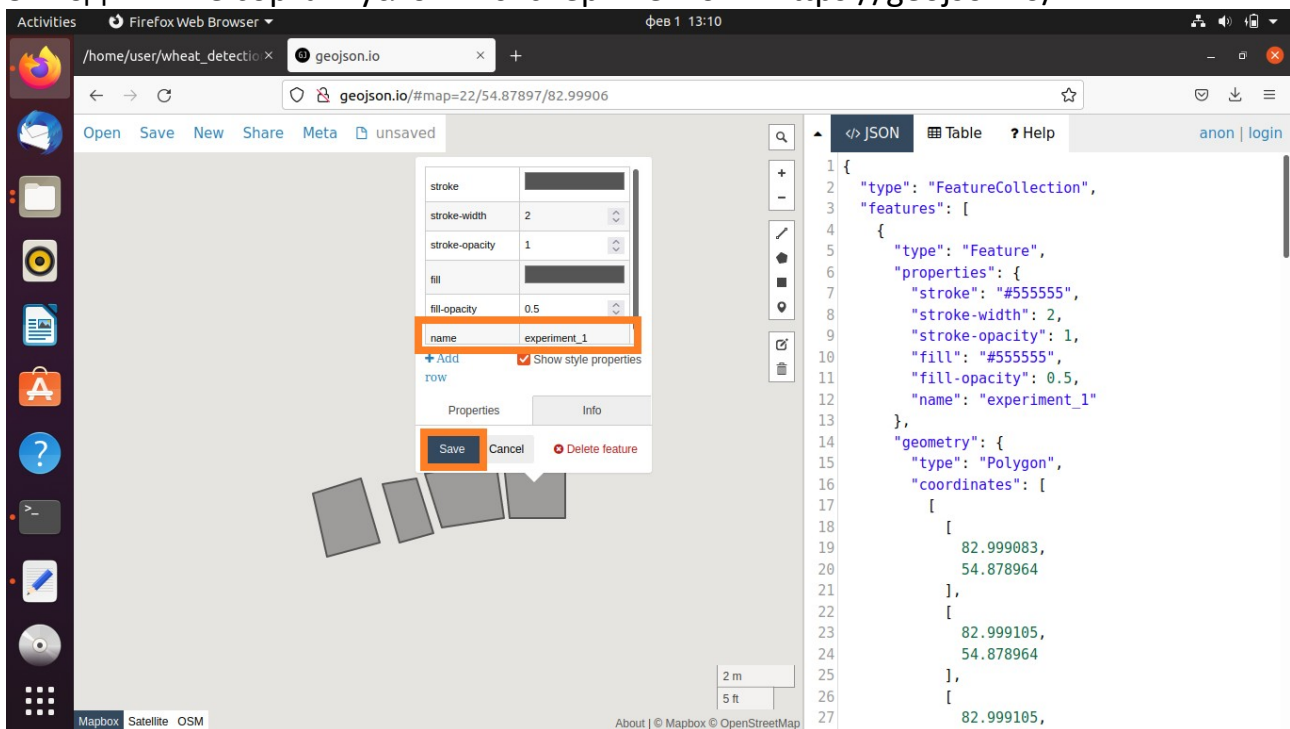 Activities Firefox Web Browser фев 1 13:10
/home/user/wheat_detectio × geojson.io × +
geojson.io/#map=22/54.87897/82.99906
Open Save New Share Meta unsaved
</> JSON Table ? Help anon | login
stroke
stroke-width 2
stroke-opacity 1
fill
fill-opacity 0.5
name experiment_1
+ Add row
Show style properties
Properties Info
Save Cancel Delete feature
+
−
2 m
5 ft
Mapbox Satellite OSM
About | © Mapbox © OpenStreetMap
1 {
2 "type": "FeatureCollection",
3 "features": [
4 {
5 "type": "Feature",
6 "properties": {
7 "stroke": "#555555",
8 "stroke-width": 2,
9 "stroke-opacity": 1,
10 "fill": "#555555",
11 "fill-opacity": 0.5,
12 "name": "experiment_1"
13 },
14 "geometry": {
15 "type": "Polygon",
16 "coordinates": [
17 [
18 [
19 82.999083,
20 54.878964
21 ],
22 [
23 82.999105,
24 54.878964
25 ],
26 [
27 82.999105,